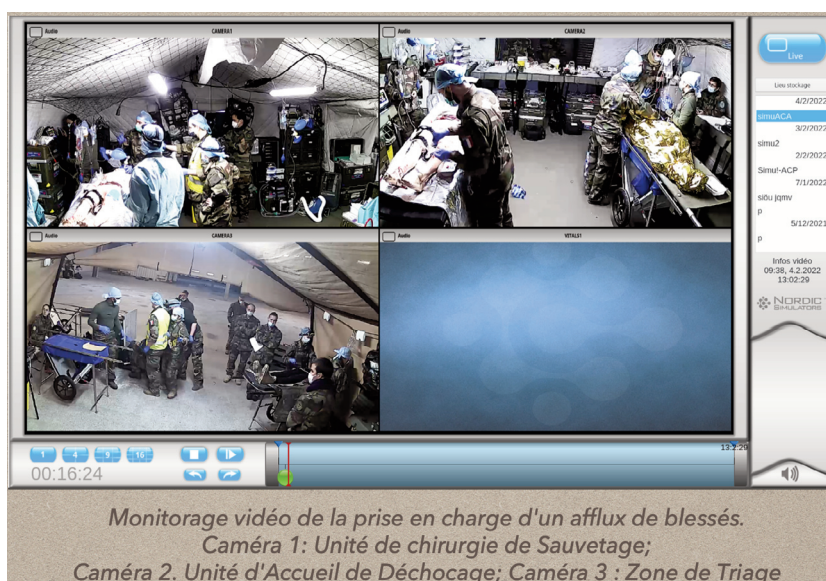 Audio
CAMERA1
Audio
CAMERA2
Live
Lieu stockage
4/2/2022
simuACA
3/2/2022
simu2
2/2/2022
Simu!-ACP
7/1/2022
siõu jqmv
p
5/12/2021
p
Audio
CAMERA3
Audio
VITALS1
Infos vidéo
09:38, 4.2.2022
13:02:29
NORDIC
SIMULATORS
1 4 9 16
00:16:24
13:2:29
Monitorage vidéo de la prise en charge d'un afflux de blessés.
Caméra 1: Unité de chirurgie de Sauvetage;
Caméra 2. Unité d'Accueil de Déchocage; Caméra 3 : Zone de Triage